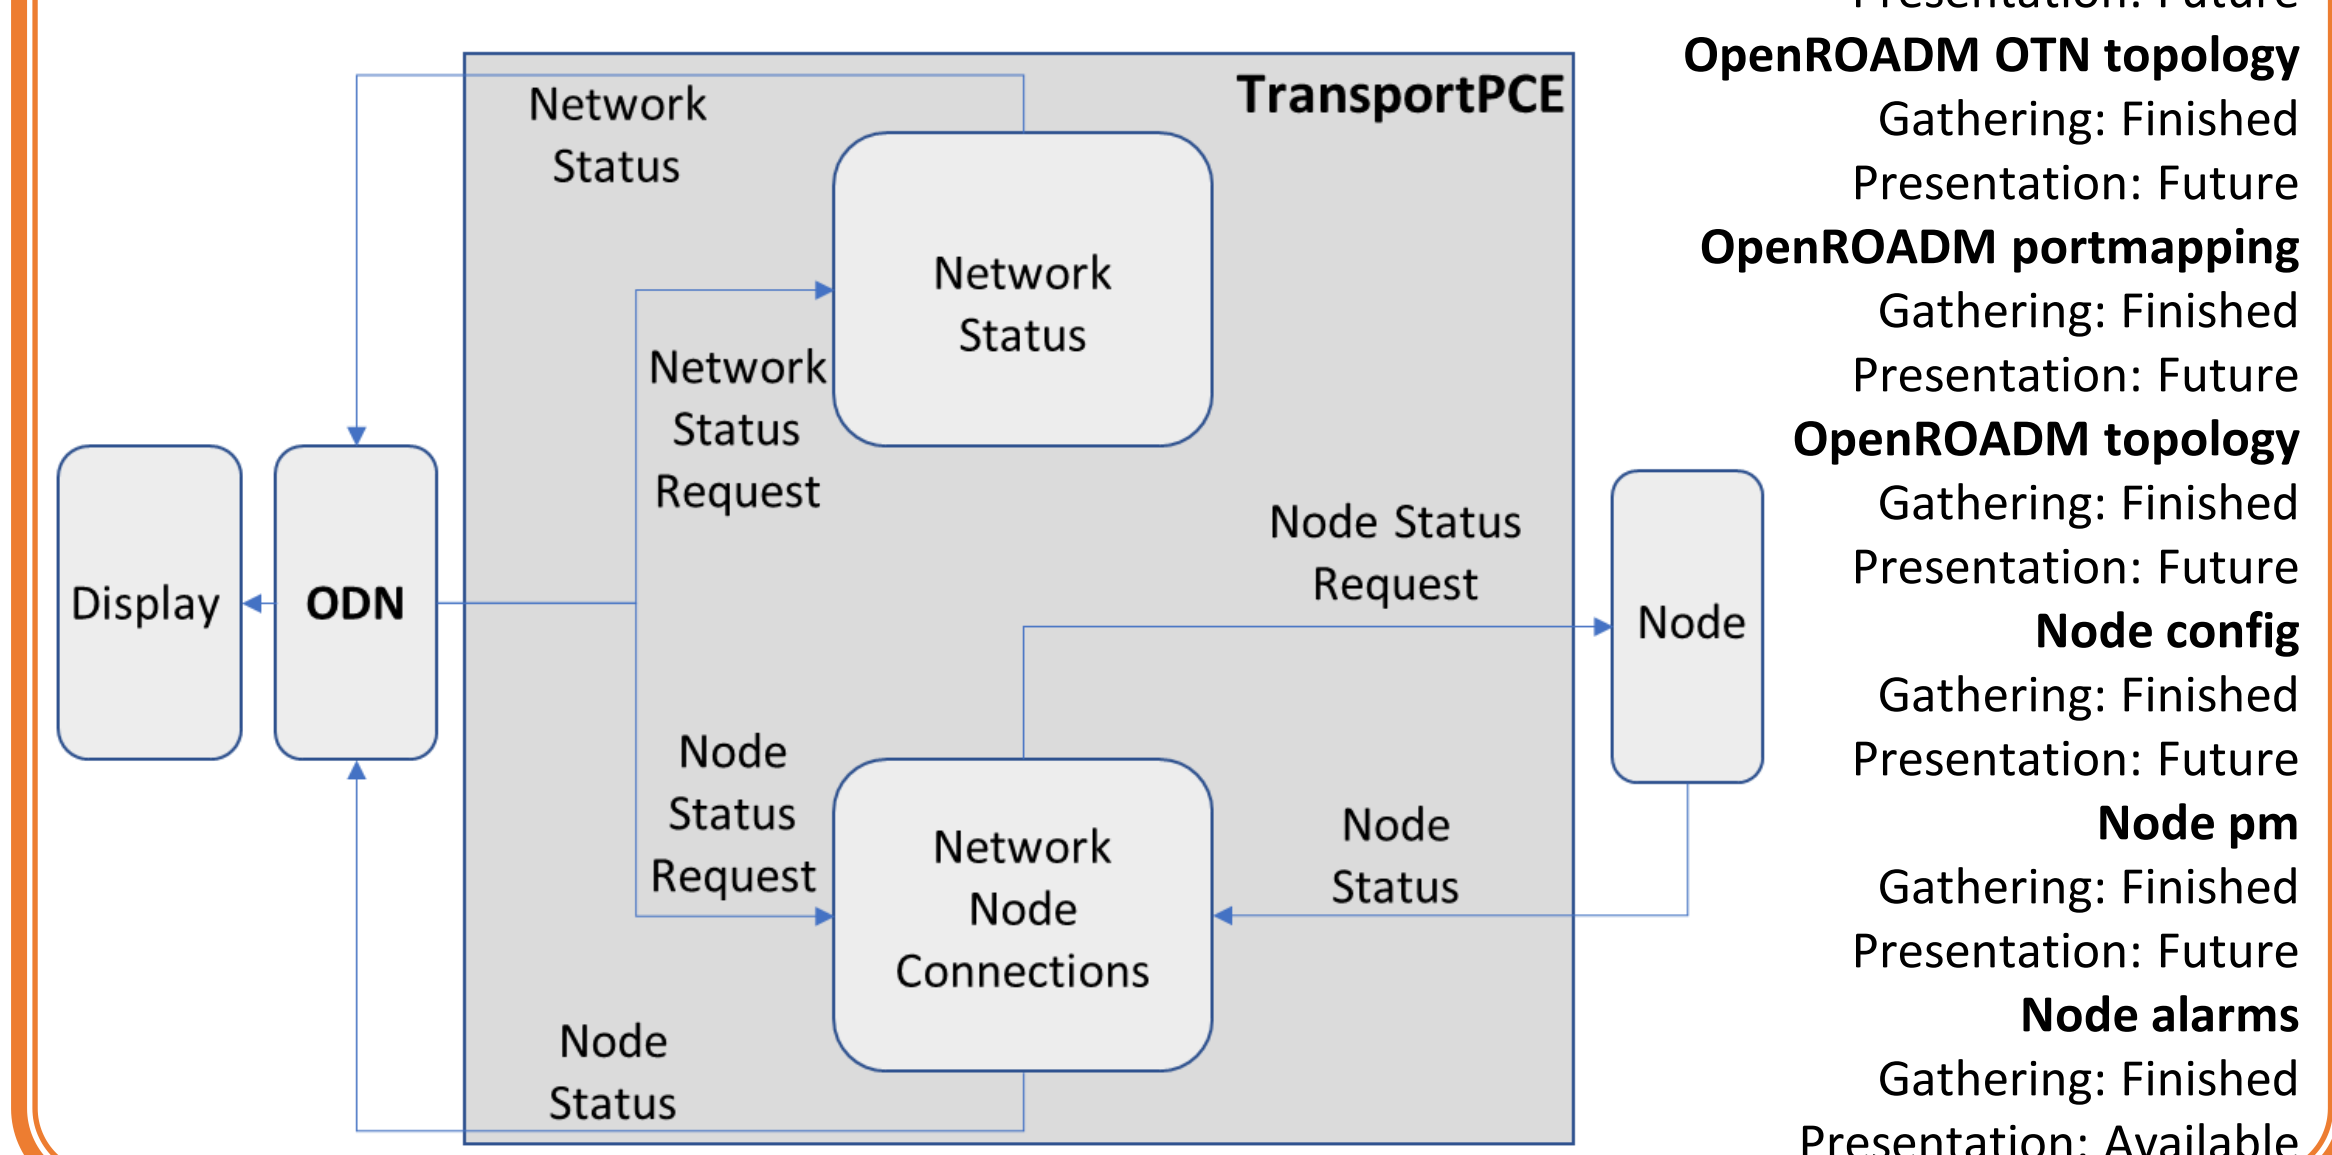 Presentation: Future
OpenROADM OTN topology
Gathering: Finished
Presentation: Future
OpenROADM portmapping
Gathering: Finished
Presentation: Future
OpenROADM topology
Gathering: Finished
Presentation: Future
Node config
Gathering: Finished
Presentation: Future
Node pm
Gathering: Finished
Presentation: Future
Node alarms
Gathering: Finished
Presentation: Available
TransportPCE
Network
Status
Network
Status
Network
Status
Request
Display
ODN
Node Status
Request
Node
Node
Status
Request
Network
Node
Connections
Node
Status
Node
Status